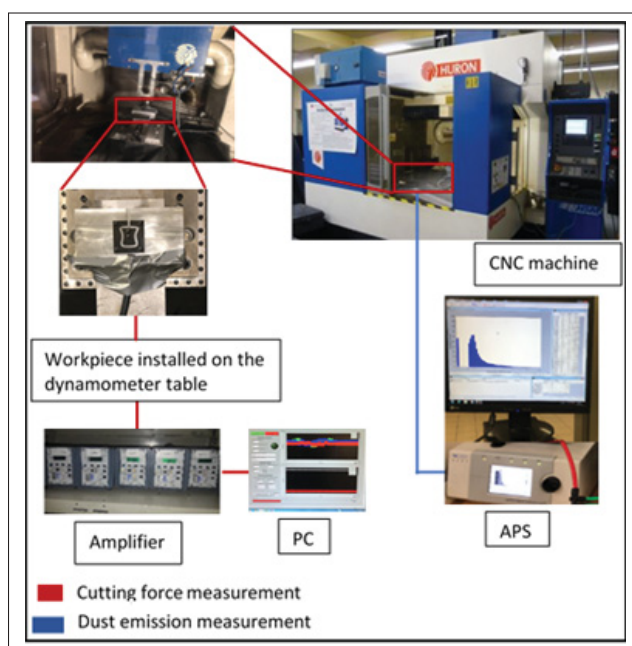 HURON
CNC machine
Workpiece installed on the
dynamometer table
Amplifier
PC
APS
Cutting force measurement
Dust emission measurement